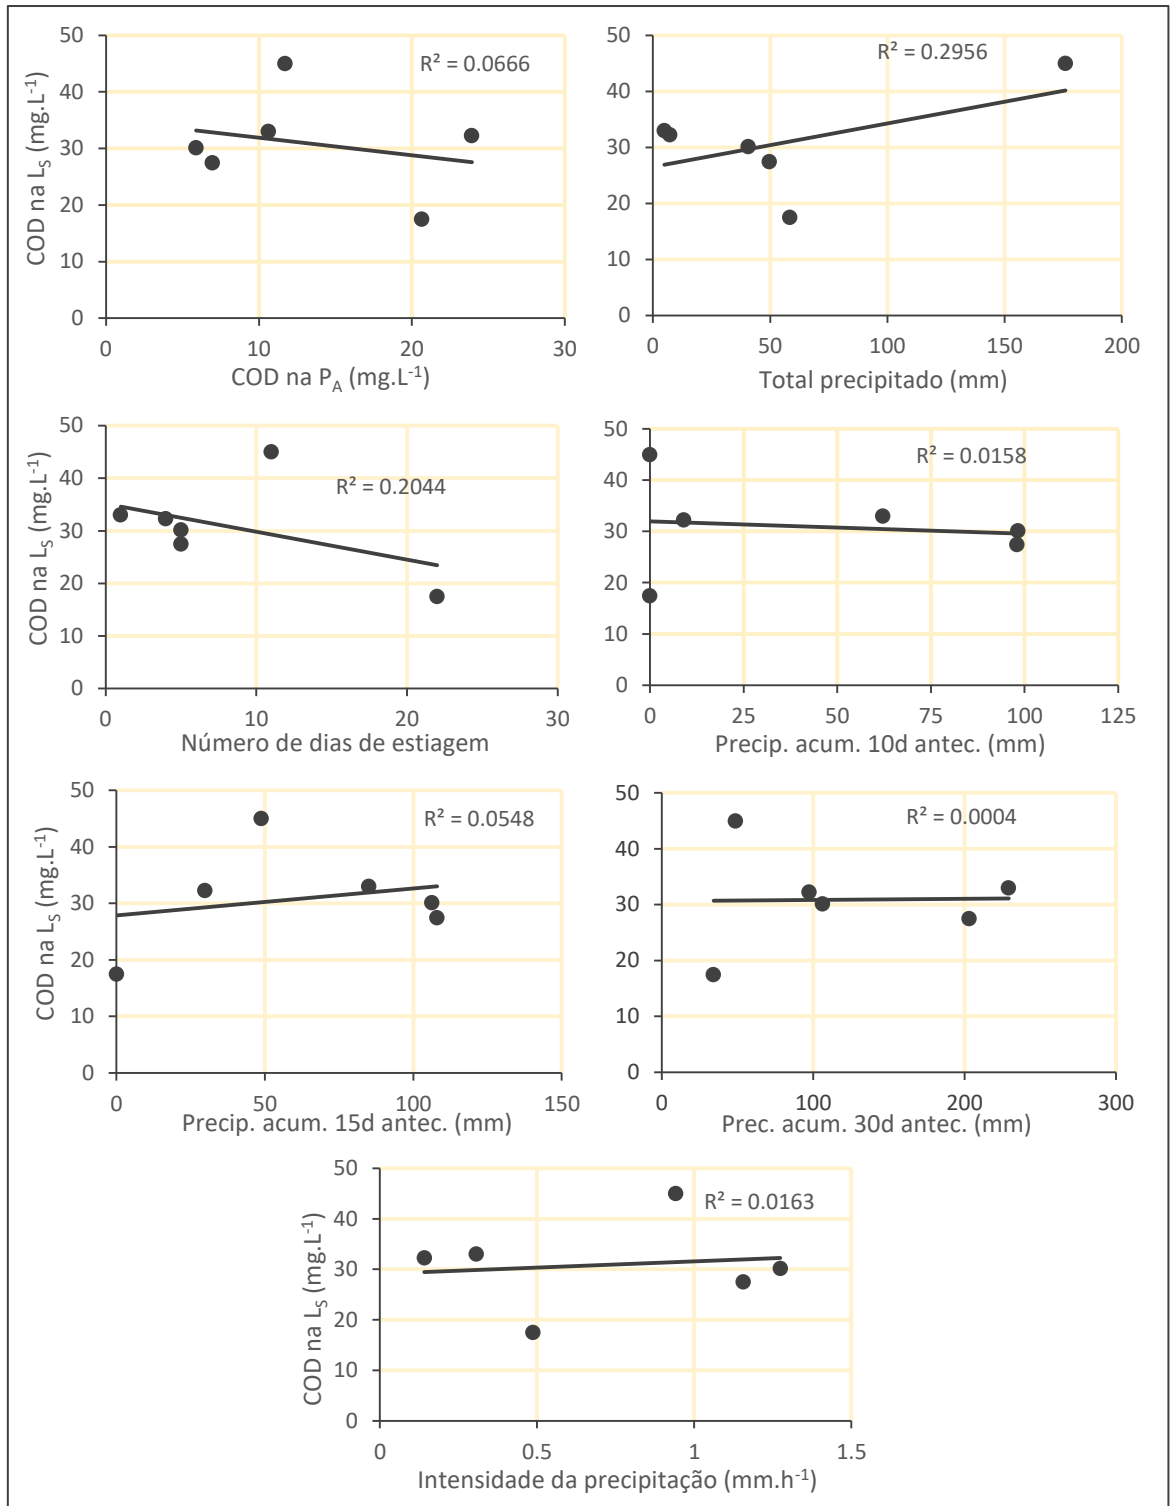 50
40
30
20
10
0
COD na L_S (mg.L⁻¹)
R² = 0.0666
0 10 20 30
COD na P_A (mg.L⁻¹)
50
40
30
20
10
0
R² = 0.2956
0 50 100 150 200
Total precipitado (mm)
50
40
30
20
10
0
COD na L_S (mg.L⁻¹)
R² = 0.2044
0 10 20 30
Número de dias de estiagem
50
40
30
20
10
0
R² = 0.0158
0 25 50 75 100 125
Precip. acum. 10d antec. (mm)
50
40
30
20
10
0
COD na L_S (mg.L⁻¹)
R² = 0.0548
0 50 100 150
Precip. acum. 15d antec. (mm)
50
40
30
20
10
0
R² = 0.0004
0 100 200 300
Prec. acum. 30d antec. (mm)
50
40
30
20
10
0
COD na L_S (mg.L⁻¹)
R² = 0.0163
0 0.5 1 1.5
Intensidade da precipitação (mm.h⁻¹)